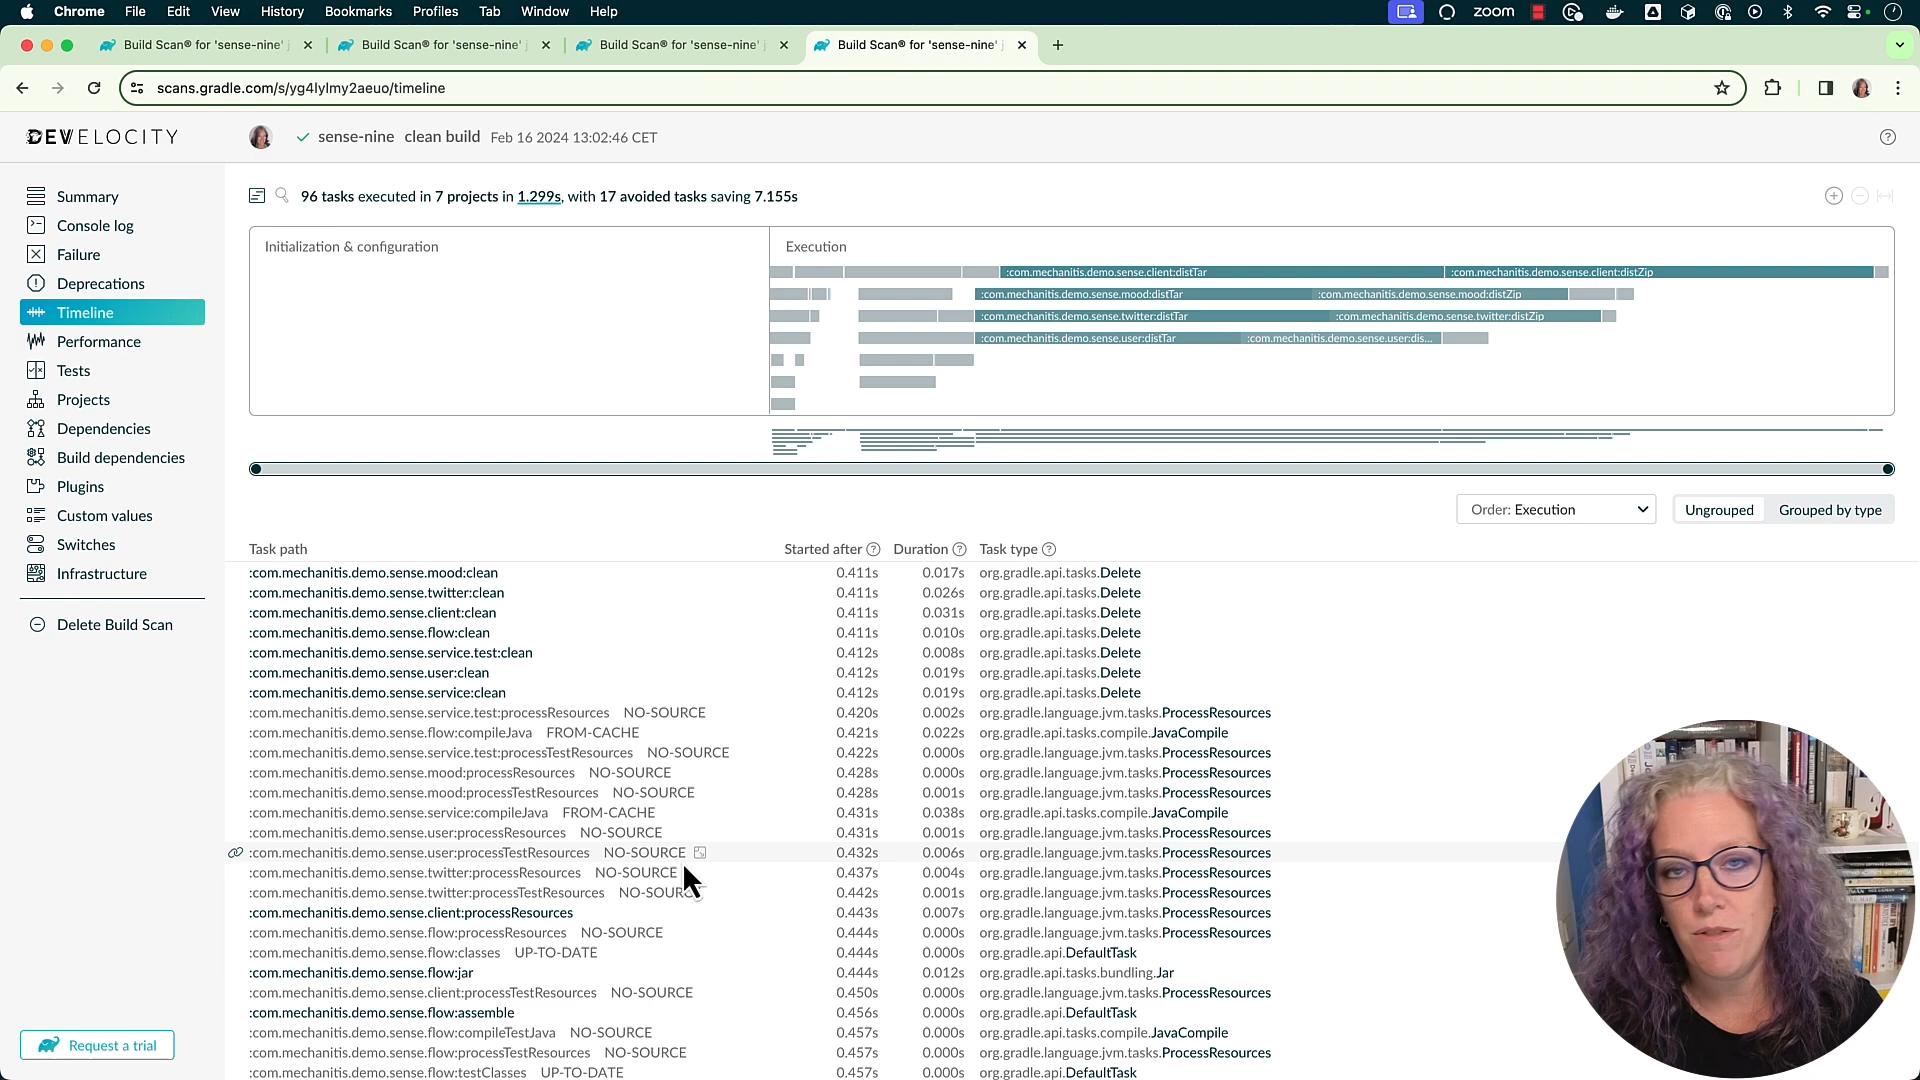 Chrome File Edit View History Bookmarks Profiles Tab Window Help zoom
Build Scan® for 'sense-nine' Build Scan® for 'sense-nine' Build Scan® for 'sense-nine' Build Scan® for 'sense-nine'
scans.gradle.com/s/yg4lylmy2aeuo/timeline
DEVELOCITY
sense-nine clean build Feb 16 2024 13:02:46 CET
Summary
Console log
Failure
Deprecations
Timeline
Performance
Tests
Projects
Dependencies
Build dependencies
Plugins
Custom values
Switches
Infrastructure
Delete Build Scan
Request a trial
96 tasks executed in 7 projects in 1.299s, with 17 avoided tasks saving 7.155s
Initialization & configuration Execution
:com.mechanitis.demo.sense.client:distTar :com.mechanitis.demo.sense.client:distZip
:com.mechanitis.demo.sense.mood:distTar :com.mechanitis.demo.sense.mood:distZip
:com.mechanitis.demo.sense.twitter:distTar :com.mechanitis.demo.sense.twitter:distZip
:com.mechanitis.demo.sense.user:distTar :com.mechanitis.demo.sense.user:dis...
Order: Execution Ungrouped Grouped by type
Task path Started after Duration Task type
:com.mechanitis.demo.sense.mood:clean 0.411s 0.017s org.gradle.api.tasks.Delete
:com.mechanitis.demo.sense.twitter:clean 0.411s 0.026s org.gradle.api.tasks.Delete
:com.mechanitis.demo.sense.client:clean 0.411s 0.031s org.gradle.api.tasks.Delete
:com.mechanitis.demo.sense.flow:clean 0.411s 0.010s org.gradle.api.tasks.Delete
:com.mechanitis.demo.sense.service.test:clean 0.412s 0.008s org.gradle.api.tasks.Delete
:com.mechanitis.demo.sense.user:clean 0.412s 0.019s org.gradle.api.tasks.Delete
:com.mechanitis.demo.sense.service:clean 0.412s 0.019s org.gradle.api.tasks.Delete
:com.mechanitis.demo.sense.service.test:processResources NO-SOURCE 0.420s 0.002s org.gradle.language.jvm.tasks.ProcessResources
:com.mechanitis.demo.sense.flow:compileJava FROM-CACHE 0.421s 0.022s org.gradle.api.tasks.compile.JavaCompile
:com.mechanitis.demo.sense.service.test:processTestResources NO-SOURCE 0.422s 0.000s org.gradle.language.jvm.tasks.ProcessResources
:com.mechanitis.demo.sense.mood:processResources NO-SOURCE 0.428s 0.000s org.gradle.language.jvm.tasks.ProcessResources
:com.mechanitis.demo.sense.mood:processTestResources NO-SOURCE 0.428s 0.001s org.gradle.language.jvm.tasks.ProcessResources
:com.mechanitis.demo.sense.service:compileJava FROM-CACHE 0.431s 0.038s org.gradle.api.tasks.compile.JavaCompile
:com.mechanitis.demo.sense.user:processResources NO-SOURCE 0.431s 0.001s org.gradle.language.jvm.tasks.ProcessResources
:com.mechanitis.demo.sense.user:processTestResources NO-SOURCE 0.432s 0.006s org.gradle.language.jvm.tasks.ProcessResources
:com.mechanitis.demo.sense.twitter:processResources NO-SOURCE 0.437s 0.004s org.gradle.language.jvm.tasks.ProcessResources
:com.mechanitis.demo.sense.twitter:processTestResources NO-SOURCE 0.442s 0.001s org.gradle.language.jvm.tasks.ProcessResources
:com.mechanitis.demo.sense.client:processResources 0.443s 0.007s org.gradle.language.jvm.tasks.ProcessResources
:com.mechanitis.demo.sense.flow:processResources NO-SOURCE 0.444s 0.000s org.gradle.language.jvm.tasks.ProcessResources
:com.mechanitis.demo.sense.flow:classes UP-TO-DATE 0.444s 0.000s org.gradle.api.DefaultTask
:com.mechanitis.demo.sense.flow:jar 0.444s 0.012s org.gradle.api.tasks.bundling.Jar
:com.mechanitis.demo.sense.client:processTestResources NO-SOURCE 0.450s 0.000s org.gradle.language.jvm.tasks.ProcessResources
:com.mechanitis.demo.sense.flow:assemble 0.456s 0.000s org.gradle.api.DefaultTask
:com.mechanitis.demo.sense.flow:compileTestJava NO-SOURCE 0.457s 0.000s org.gradle.api.tasks.compile.JavaCompile
:com.mechanitis.demo.sense.flow:processTestResources NO-SOURCE 0.457s 0.000s org.gradle.language.jvm.tasks.ProcessResources
:com.mechanitis.demo.sense.flow:testClasses UP-TO-DATE 0.457s 0.000s org.gradle.api.DefaultTask